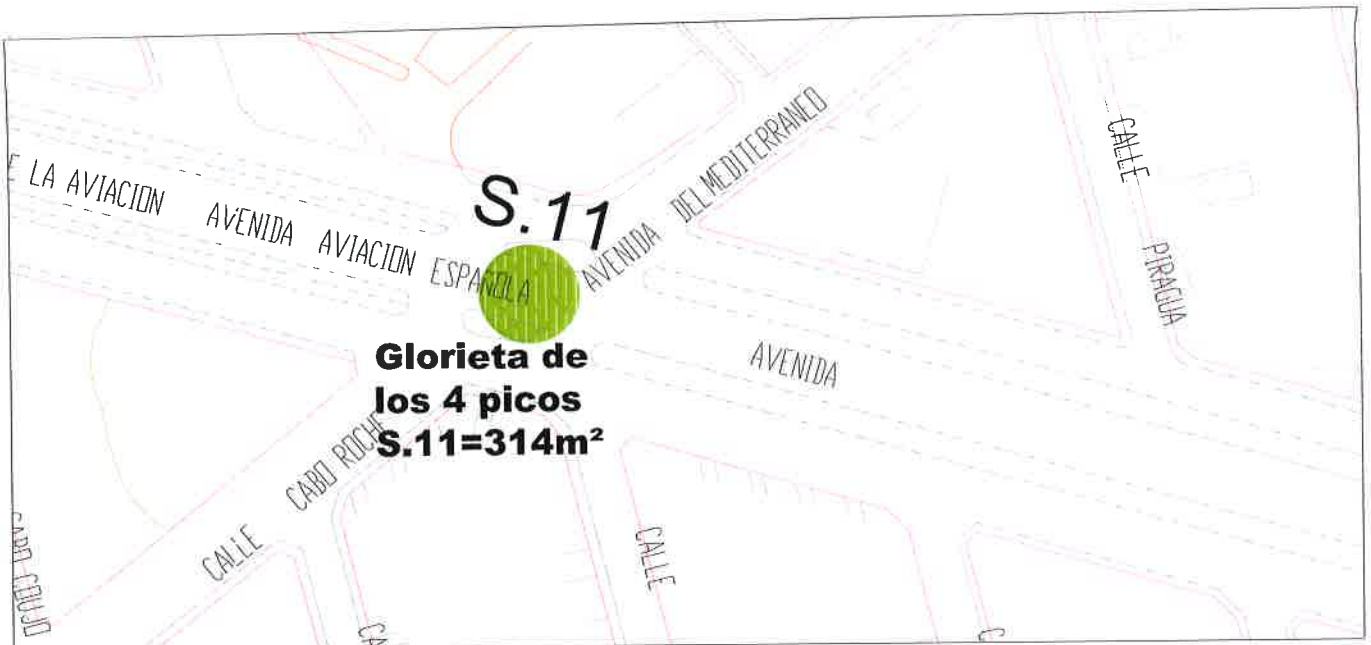 S.11
LA AVIACION AVENIDA AVIACION ESPAÑOLA
AVENIDA DEL MEDITERRANEO
CALLE PIRAGUA
Glorieta de
los 4 picos
S.11=314m²
AVENIDA
CALLE CABO ROCHE
CALLE
CABO